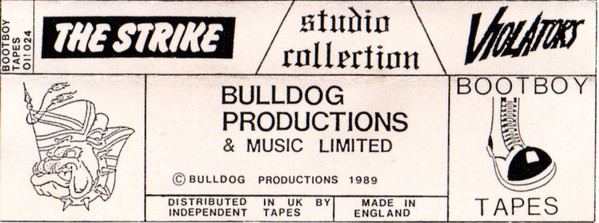 BOOTBOY
TAPES
OI! 024
THE STRIKE
studio
collection
VIOLATORS
BULLDOG
PRODUCTIONS
& MUSIC LIMITED
© BULLDOG PRODUCTIONS 1989
DISTRIBUTED IN UK BY
INDEPENDENT TAPES
MADE IN
ENGLAND
BOOTBOY
TAPES